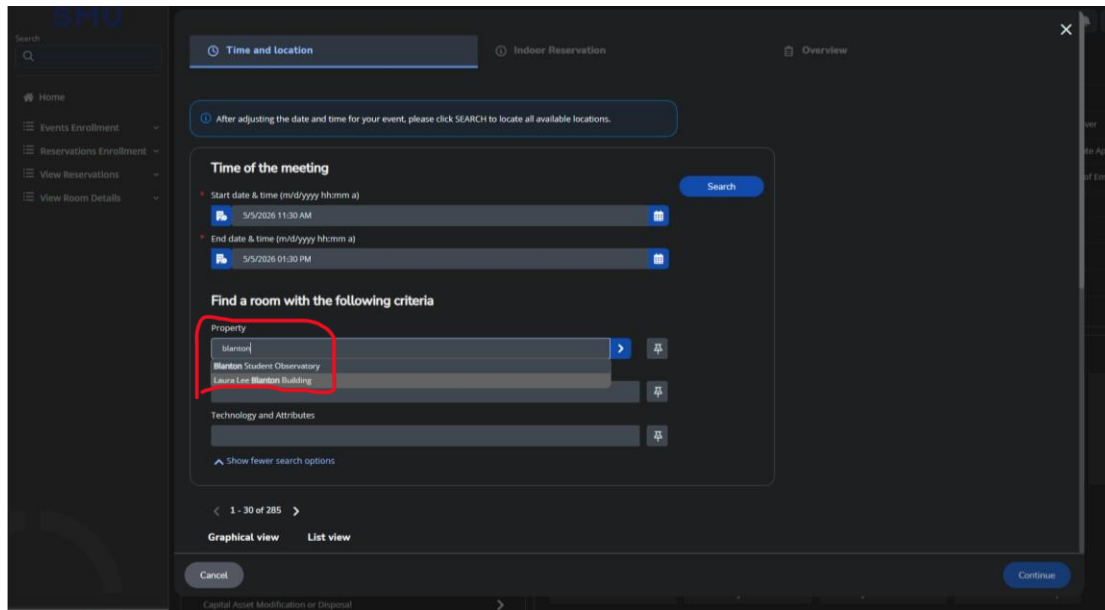 SMU
Search
Time and location
Indoor Reservation
Overview
Home
Events Enrollment
Reservations Enrollment
View Reservations
View Room Details
After adjusting the date and time for your event, please click SEARCH to locate all available locations.
Time of the meeting
Search
* Start date & time (m/d/yyyy hh:mm a)
5/5/2026 11:30 AM
* End date & time (m/d/yyyy hh:mm a)
5/5/2026 01:30 PM
Find a room with the following criteria
Property
blanton
Blanton Student Observatory
Laura Lee Blanton Building
Technology and Attributes
Show fewer search options
1 - 30 of 285
Graphical view List view
Cancel
Continue
Capital Asset Modification or Disposal